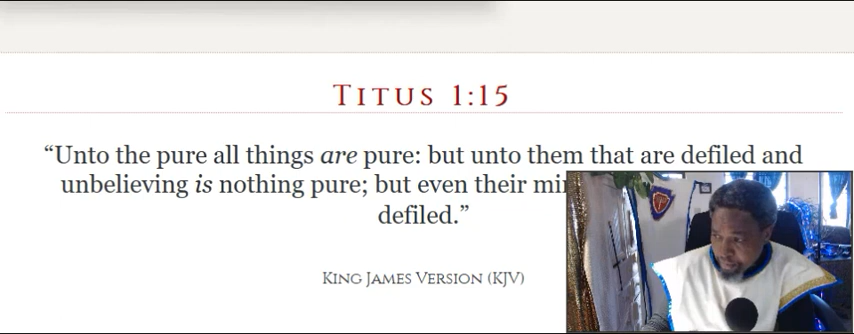 Titus 1:15
“Unto the pure all things are pure: but unto them that are defiled and
unbelieving is nothing pure; but even their
defiled.”
King James Version (KJV)